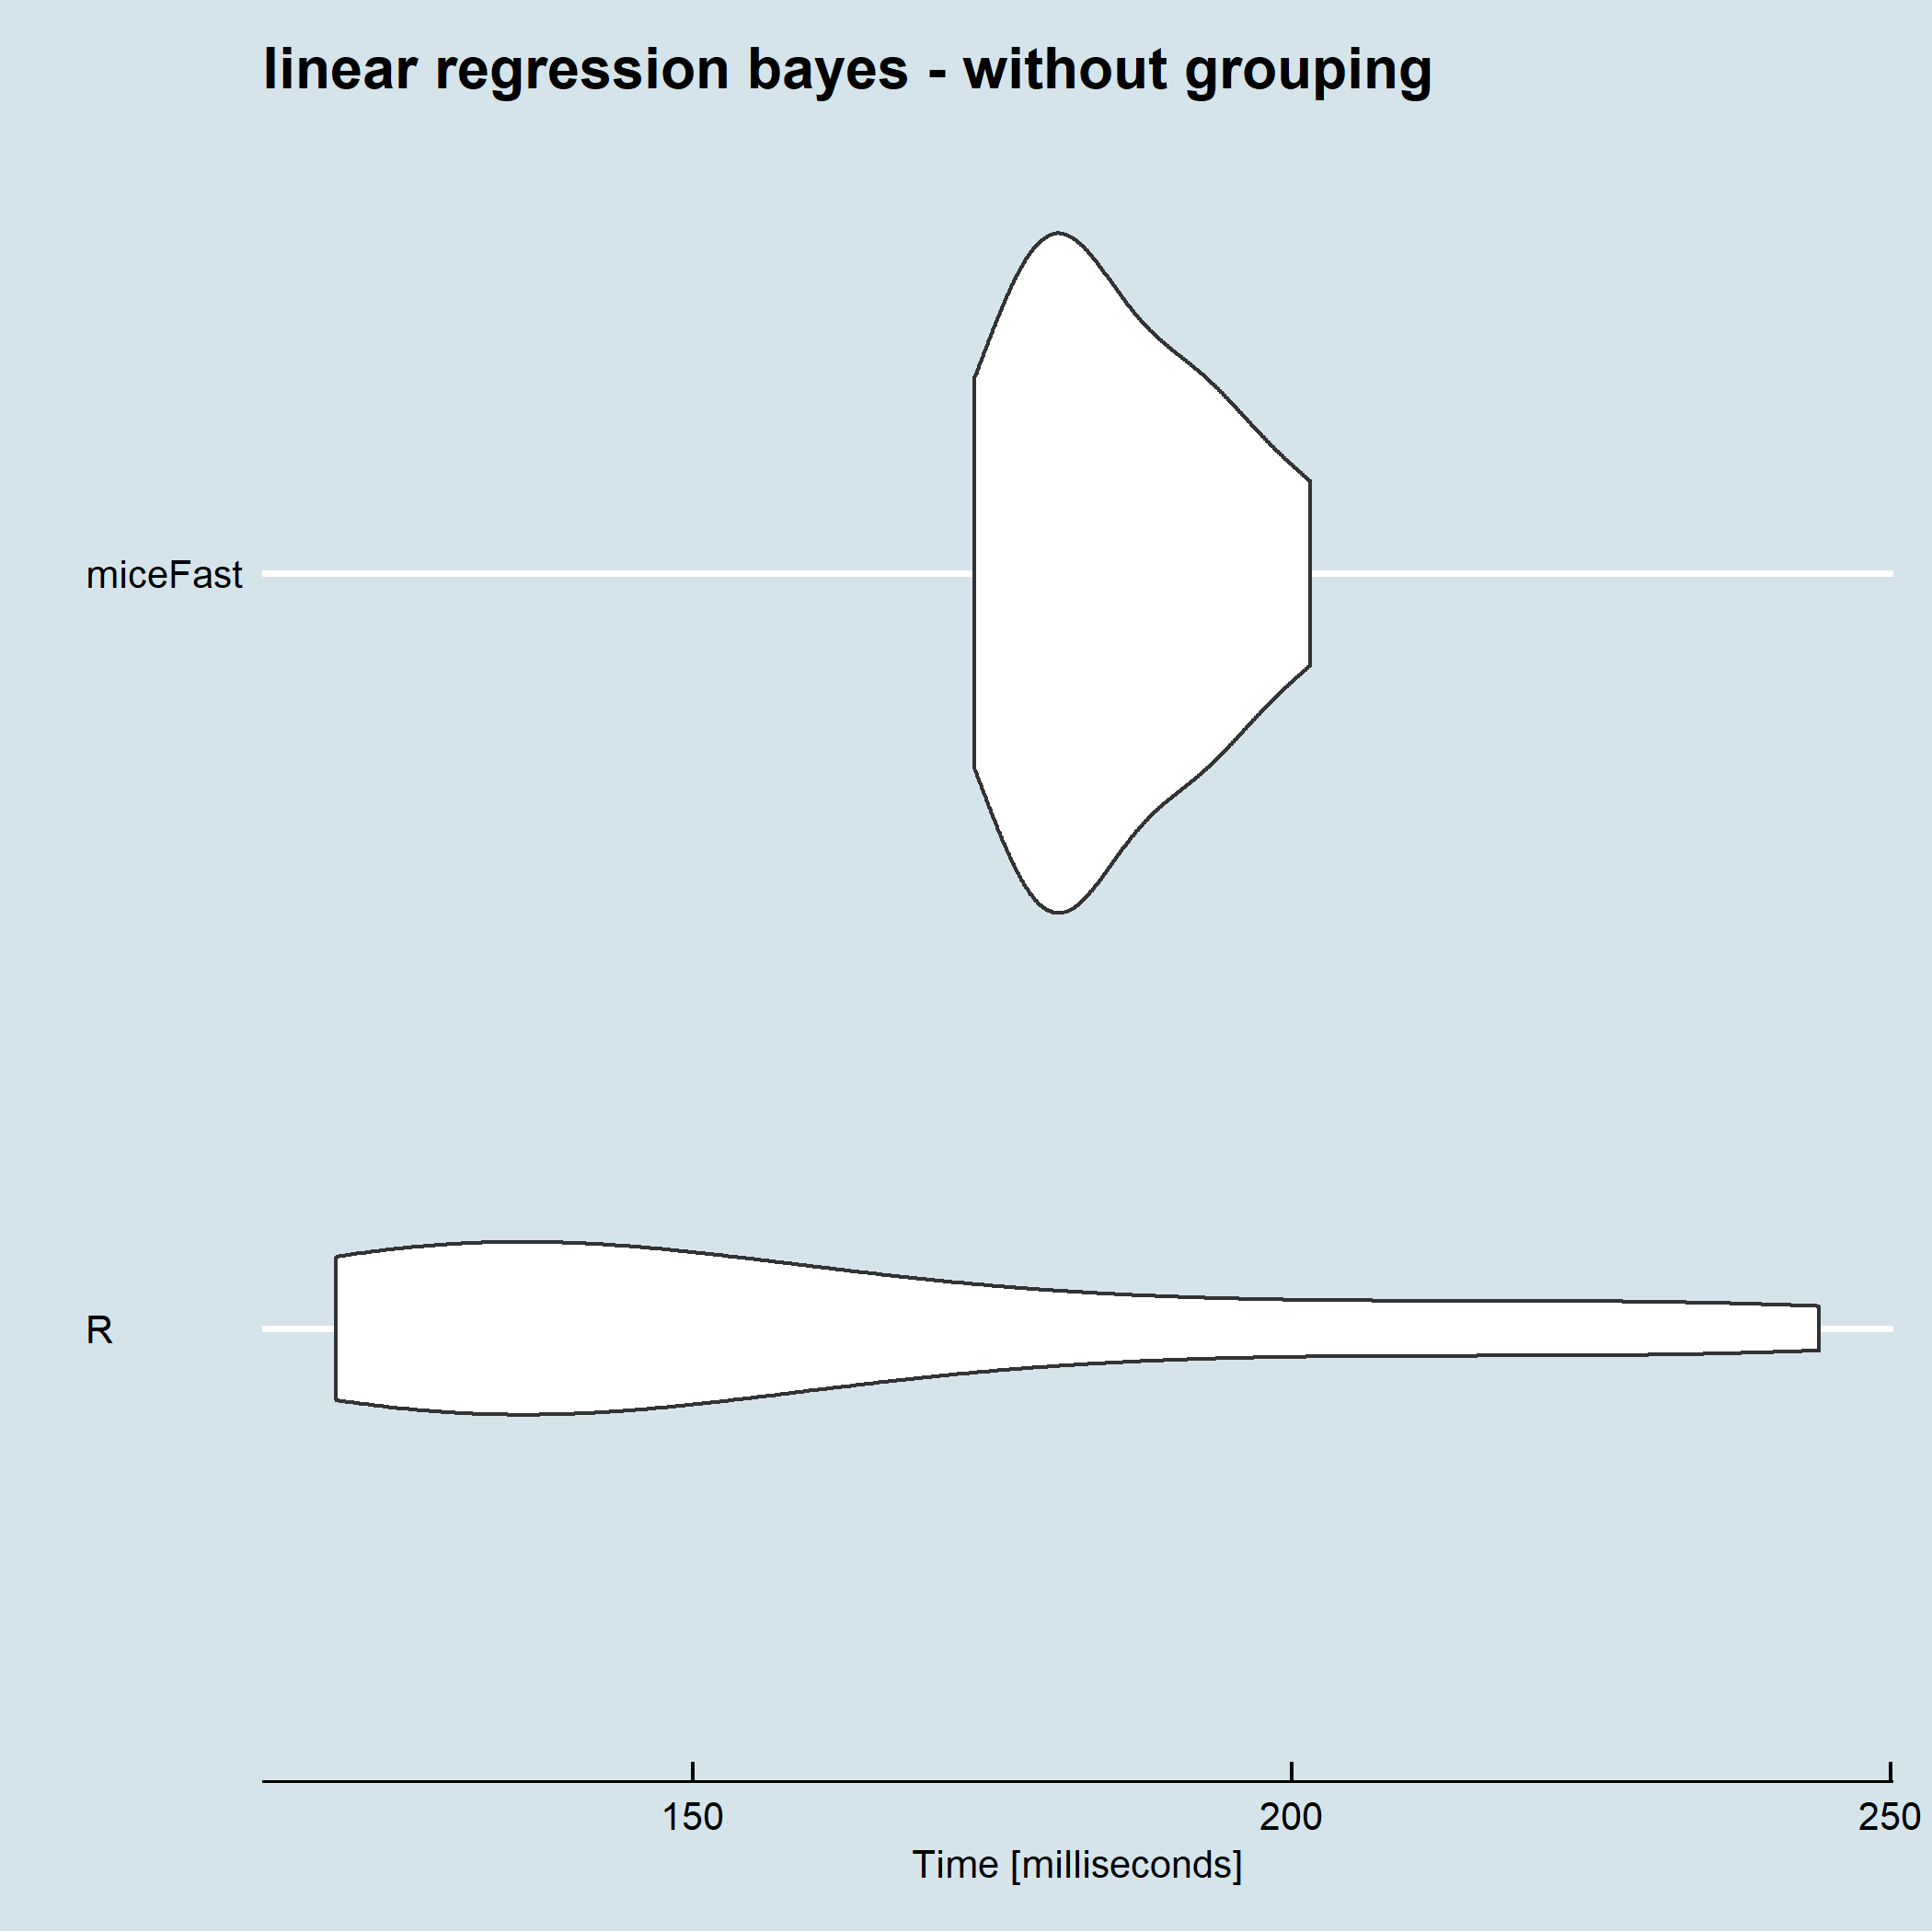 linear regression bayes - without grouping
miceFast
R
150 200 250
Time [milliseconds]